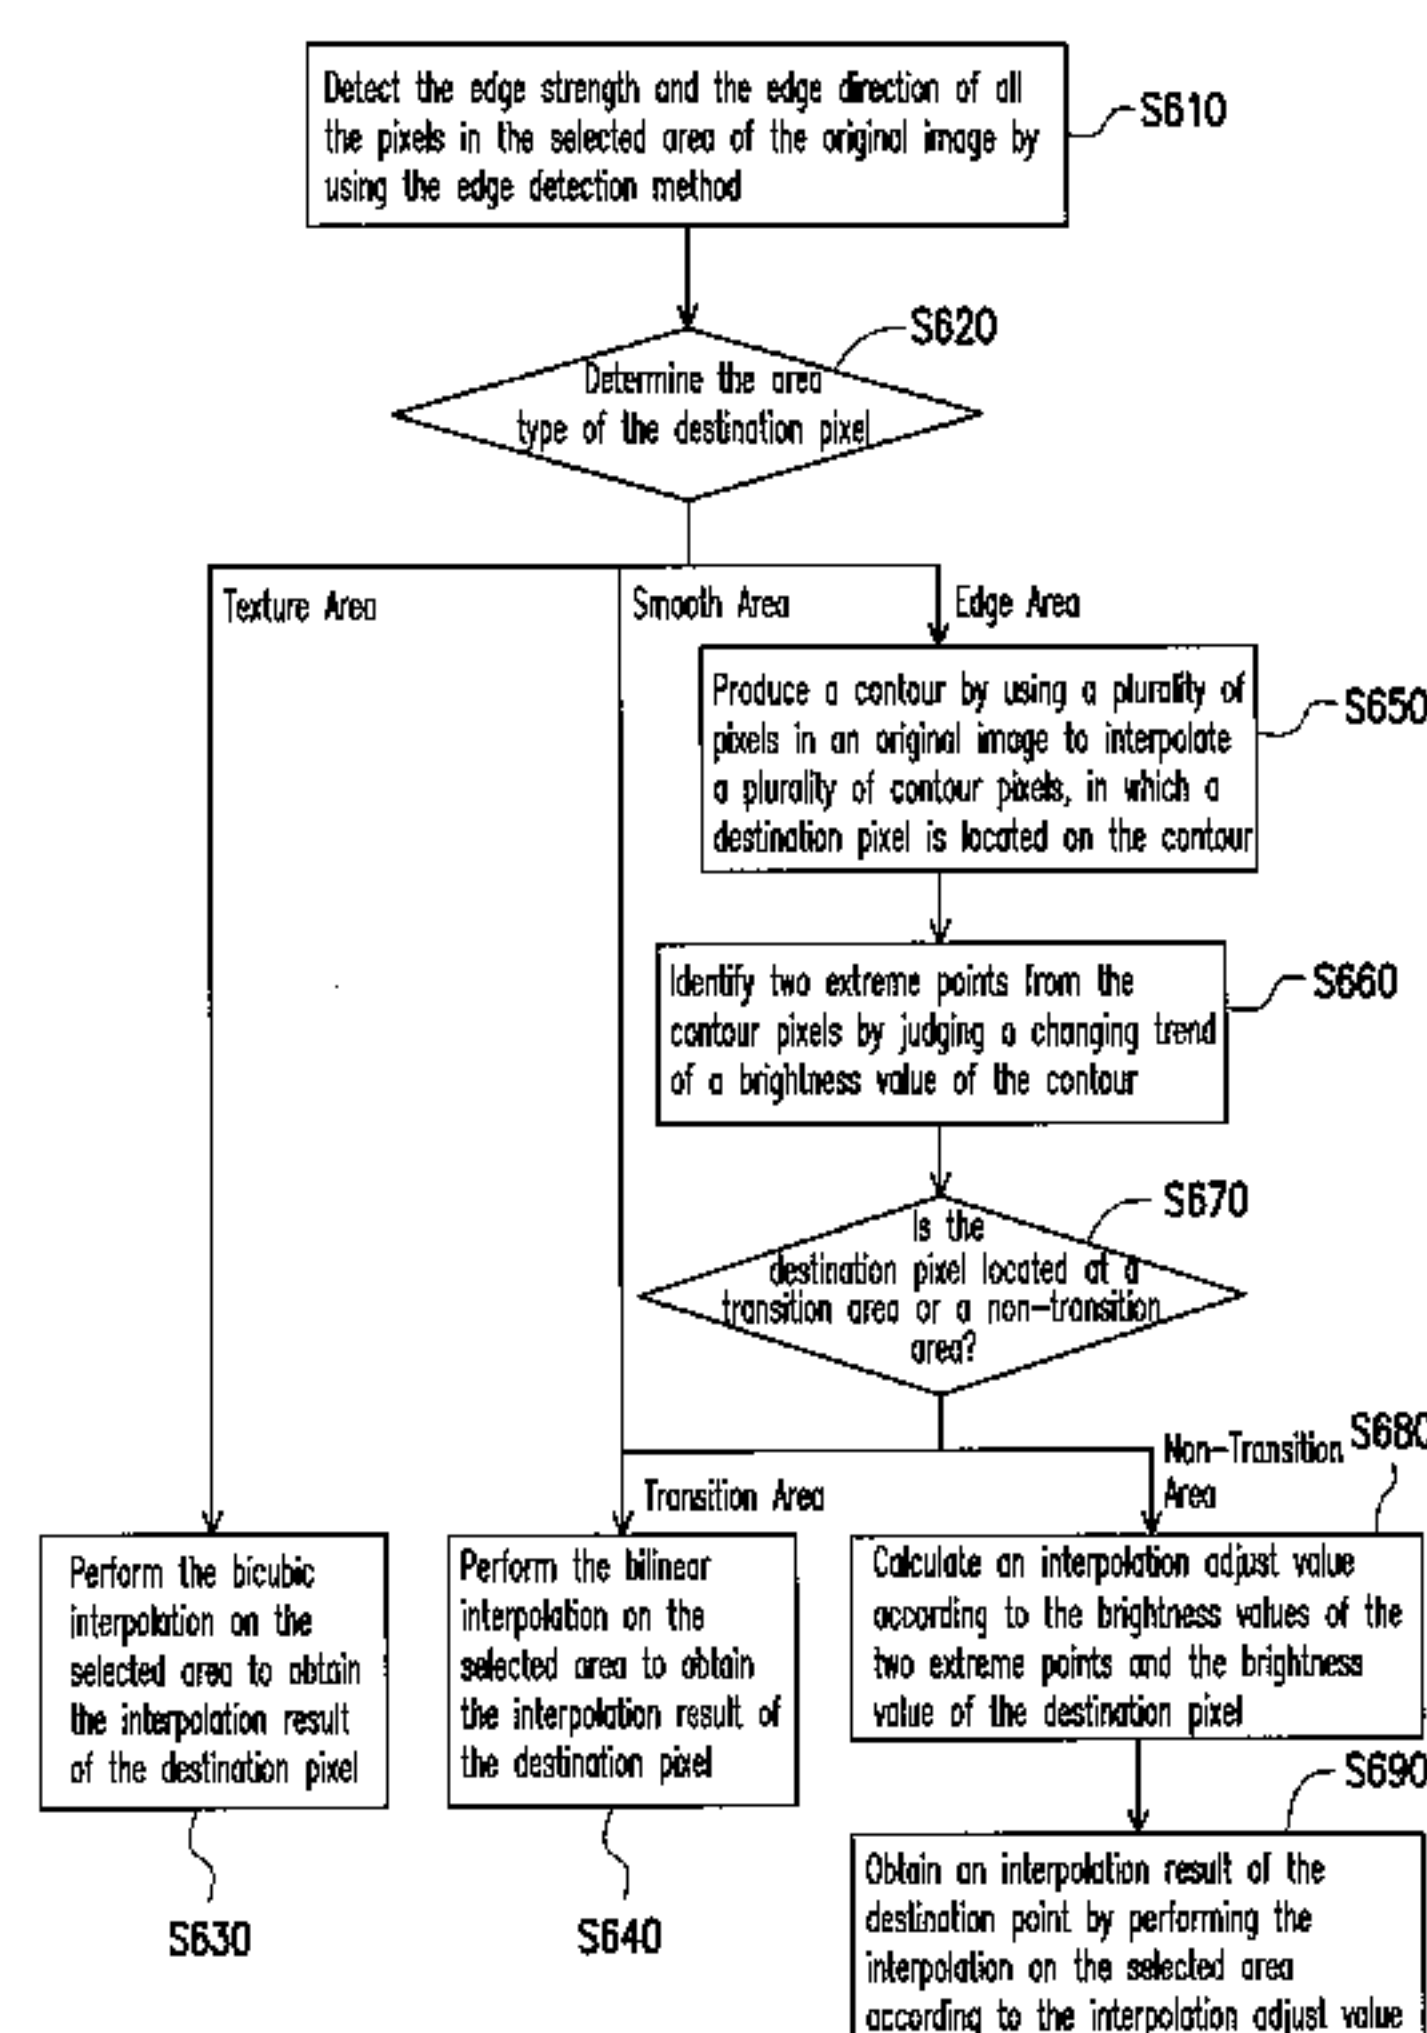 Detect the edge strength and the edge direction of all
the pixels in the selected area of the original image by
using the edge detection method
S610
S620
Determine the area
type of the destination pixel
Texture Area
Smooth Area
Edge Area
Produce a contour by using a plurality of
pixels in an original image to interpolate
a plurality of contour pixels, in which a
destination pixel is located on the contour
S650
Identify two extreme points from the
contour pixels by judging a changing trend
of a brightness value of the contour
S660
S670
Is the
destination pixel located at a
transition area or a non-transition
area?
Transition Area
Non-Transition
Area
S680
Perform the bicubic
interpolation on the
selected area to obtain
the interpolation result
of the destination pixel
S630
Perform the bilinear
interpolation on the
selected area to obtain
the interpolation result of
the destination pixel
S640
Calculate an interpolation adjust value
according to the brightness values of the
two extreme points and the brightness
value of the destination pixel
S690
Obtain an interpolation result of the
destination point by performing the
interpolation on the selected area
according to the interpolation adjust value